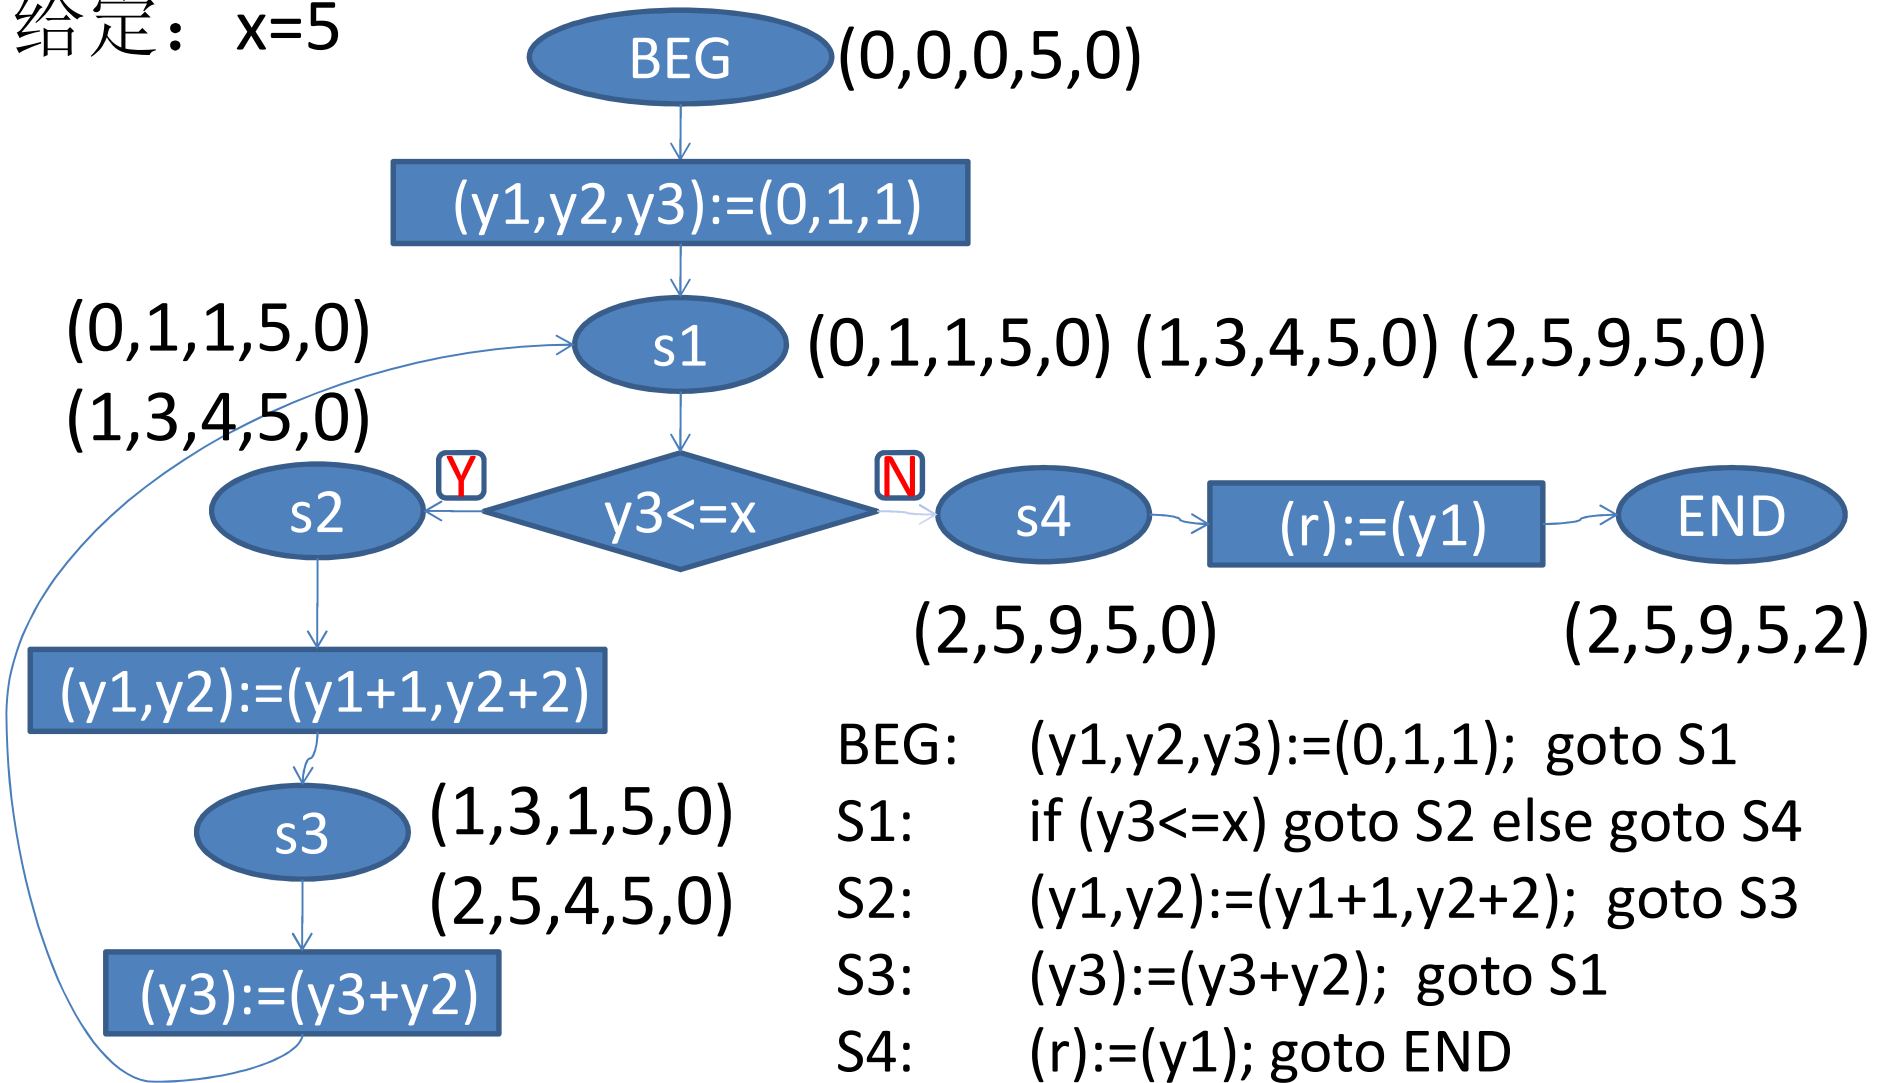 给定：x=5
BEG (0,0,0,5,0)
(y1,y2,y3):=(0,1,1)
(0,1,1,5,0)
(1,3,4,5,0)
s1 (0,1,1,5,0) (1,3,4,5,0) (2,5,9,5,0)
s2
Y
y3<=x
N
s4
(r):=(y1)
END
(2,5,9,5,0)
(2,5,9,5,2)
(y1,y2):=(y1+1,y2+2)
s3
(1,3,1,5,0)
(2,5,4,5,0)
(y3):=(y3+y2)
BEG: (y1,y2,y3):=(0,1,1); goto S1
S1: if (y3<=x) goto S2 else goto S4
S2: (y1,y2):=(y1+1,y2+2); goto S3
S3: (y3):=(y3+y2); goto S1
S4: (r):=(y1); goto END